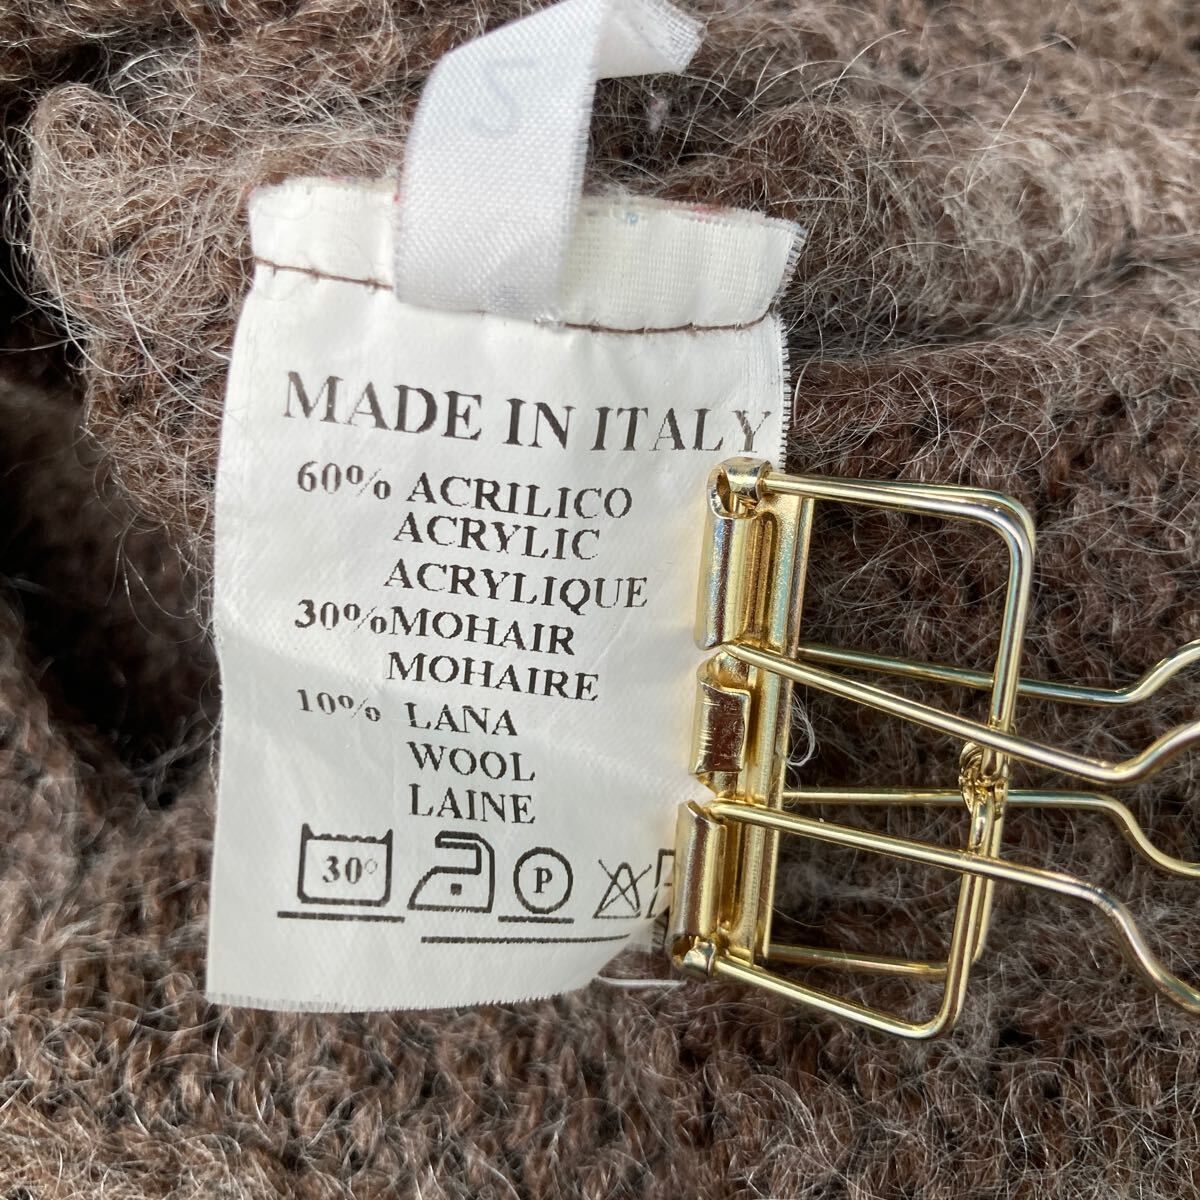 MADE IN ITALY
60% ACRILICO
ACRYLIC
ACRYLIQUE
30% MOHAIR
MOHAIRE
10% LANA
WOOL
LAINE
30° P